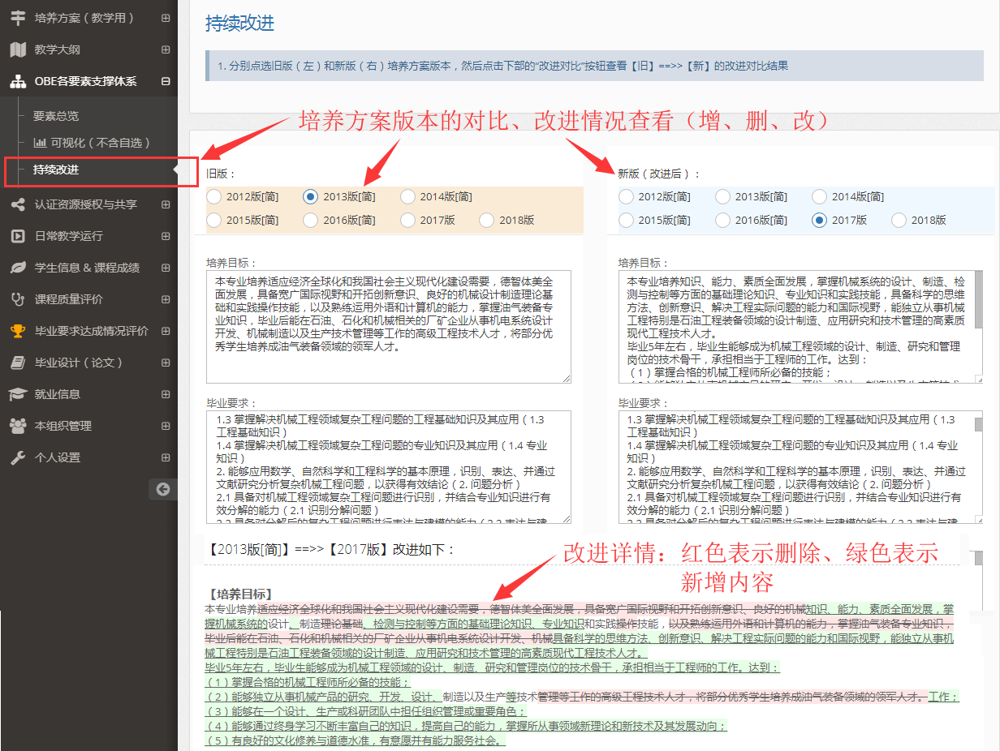 培养方案（教学用）
教学大纲
OBE各要素支撑体系
要素总览
可视化（不含自选）
持续改进
认证资源授权与共享
日常教学运行
学生信息 & 课程成绩
课程质量评价
毕业要求达成情况评价
毕业设计（论文）
就业信息
本组织管理
个人设置
持续改进
1. 分别点选旧版（左）和新版（右）培养方案版本，然后点击下部的“改进对比”按钮查看【旧】==>>【新】的改进对比结果
培养方案版本的对比、改进情况查看（增、删、改）
旧版：
2012版[简] 2013版[简] 2014版[简]
2015版[简] 2016版[简] 2017版 2018版
新版（改进后）：
2012版[简] 2013版[简] 2014版[简]
2015版[简] 2016版[简] 2017版 2018版
培养目标：
本专业培养适应经济全球化和我国社会主义现代化建设需要，德智体美全
面发展，具备宽广国际视野和开拓创新意识、良好的机械设计制造理论基
础和实践操作技能，以及熟练运用外语和计算机的能力，掌握油气装备专
业知识，毕业后能在石油、石化和机械相关的厂矿企业从事机电系统设计
开发、机械制造以及生产技术管理等工作的高级工程技术人才，将部分优
秀学生培养成油气装备领域的领军人才。
培养目标：
本专业培养知识、能力、素质全面发展，掌握机械系统的设计、制造、检
测与控制等方面的基础理论知识、专业知识和实践技能，具备科学的思维
方法、创新意识、解决工程实际问题的能力和国际视野，能独立从事机械
工程特别是石油工程装备领域的设计制造、应用研究和技术管理的高素质
现代工程技术人才。
毕业5年左右，毕业生能够成为机械工程领域的设计、制造、研究和管理
岗位的技术骨干，承担相当于工程师的工作。达到：
（1）掌握合格的机械工程师所必备的技能；
毕业要求：
1.3 掌握解决机械工程领域复杂工程问题的工程基础知识及其应用（1.3
工程基础知识）
1.4 掌握解决机械工程领域复杂工程问题的专业知识及其应用（1.4 专业
知识）
2. 能够应用数学、自然科学和工程科学的基本原理，识别、表达、并通过
文献研究分析复杂机械工程问题，以获得有效结论（2. 问题分析）
2.1 具备对机械工程领域复杂工程问题进行识别，并结合专业知识进行有
效分解的能力（2.1 识别分解问题）
2.2 具备对分解后的复杂工程问题进行表达与建模的能力（2.2 表达与建
毕业要求：
1.3 掌握解决机械工程领域复杂工程问题的工程基础知识及其应用（1.3
工程基础知识）
1.4 掌握解决机械工程领域复杂工程问题的专业知识及其应用（1.4 专业
知识）
2. 能够应用数学、自然科学和工程科学的基本原理，识别、表达、并通过
文献研究分析复杂机械工程问题，以获得有效结论（2. 问题分析）
2.1 具备对机械工程领域复杂工程问题进行识别，并结合专业知识进行有
效分解的能力（2.1 识别分解问题）
2.2 具备对分解后的复杂工程问题进行表达与建模的能力（2.2 表达与建
【2013版[简]】==>>【2017版】改进如下：
改进详情：红色表示删除、绿色表示
新增内容
【培养目标】
本专业培养适应经济全球化和我国社会主义现代化建设需要，德智体美全面发展，具备宽广国际视野和开拓创新意识、良好的机械知识、能力、素质全面发展，掌
握机械系统的设计、制造理论基础、检测与控制等方面的基础理论知识、专业知识和实践操作技能，以及熟练运用外语和计算机的能力，掌握油气装备专业知识，
毕业后能在石油、石化和机械相关的厂矿企业从事机电系统设计开发、机械具备科学的思维方法、创新意识、解决工程实际问题的能力和国际视野，能独立从事机
械工程特别是石油工程装备领域的设计制造、应用研究和技术管理的高素质现代工程技术人才。
毕业5年左右，毕业生能够成为机械工程领域的设计、制造、研究和管理岗位的技术骨干，承担相当于工程师的工作。达到：
（1）掌握合格的机械工程师所必备的技能；
（2）能够独立从事机械产品的研究、开发、设计、制造以及生产等技术管理等工作的高级工程技术人才，将部分优秀学生培养成油气装备领域的领军人才。工作；
（3）能够在一个设计、生产或科研团队中担任组织管理或重要角色；
（4）能够通过终身学习不断丰富自己的知识，提高自己的能力，掌握所从事领域新理论和新技术及其发展动向；
（5）有良好的文化修养与道德水准，有意愿并有能力服务社会。